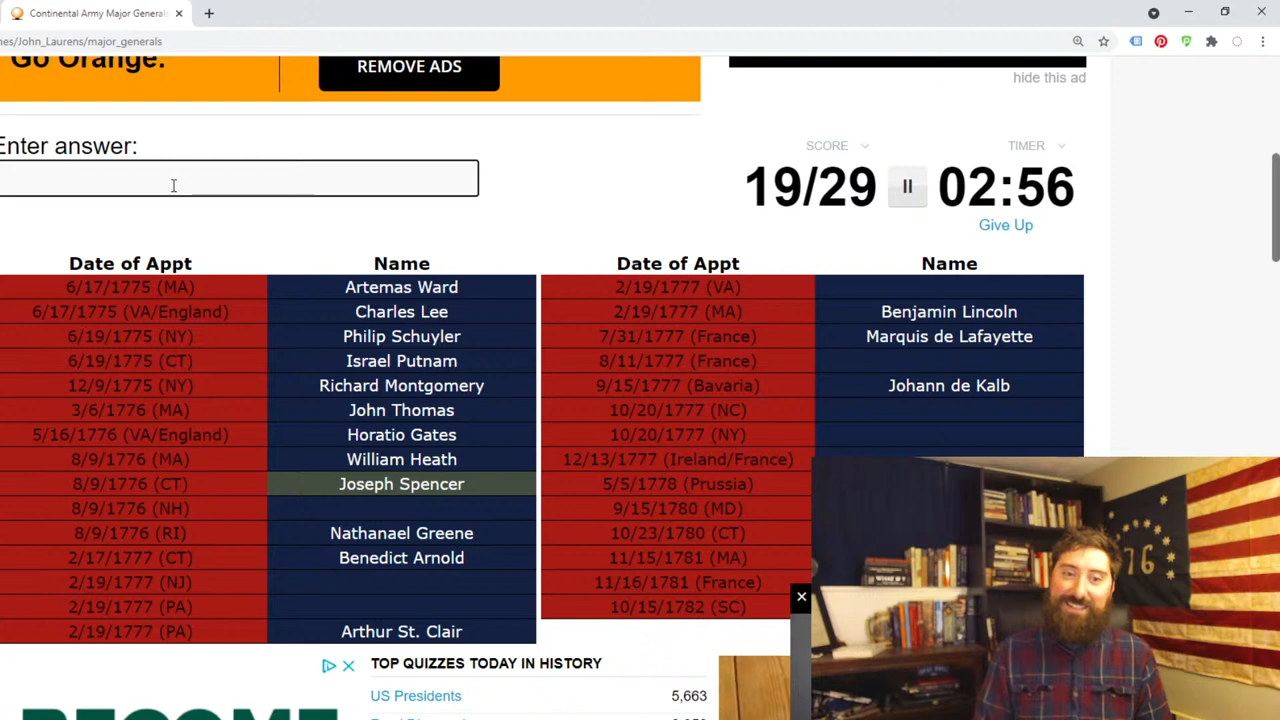 Continental Army Major General
nes/John_Laurens/major_generals
Go Orange.
REMOVE ADS
hide this ad
Enter answer:
SCORE
TIMER
19/29
02:56
Give Up
Date of Appt Name Date of Appt Name
6/17/1775 (MA) Artemas Ward 2/19/1777 (VA)
6/17/1775 (VA/England) Charles Lee 2/19/1777 (MA) Benjamin Lincoln
6/19/1775 (NY) Philip Schuyler 7/31/1777 (France) Marquis de Lafayette
6/19/1775 (CT) Israel Putnam 8/11/1777 (France)
12/9/1775 (NY) Richard Montgomery 9/15/1777 (Bavaria) Johann de Kalb
3/6/1776 (MA) John Thomas 10/20/1777 (NC)
5/16/1776 (VA/England) Horatio Gates 10/20/1777 (NY)
8/9/1776 (MA) William Heath 12/13/1777 (Ireland/France)
8/9/1776 (CT) Joseph Spencer 5/5/1778 (Prussia)
8/9/1776 (NH) 9/15/1780 (MD)
8/9/1776 (RI) Nathanael Greene 10/23/1780 (CT)
2/17/1777 (CT) Benedict Arnold 11/15/1781 (MA)
2/19/1777 (NJ) 11/16/1781 (France)
2/19/1777 (PA) 10/15/1782 (SC)
2/19/1777 (PA) Arthur St. Clair
TOP QUIZZES TODAY IN HISTORY
US Presidents 5,663
BECOME
WHAT IF?
76